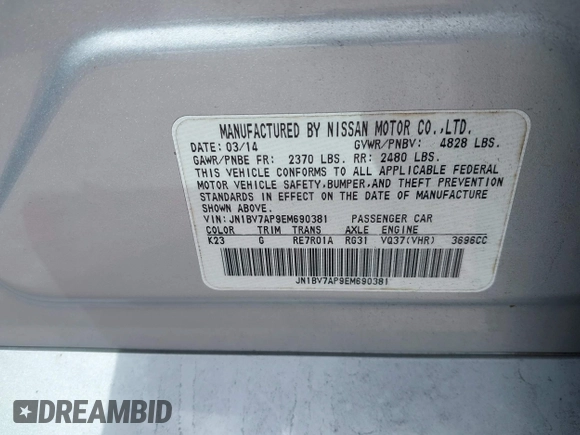 MANUFACTURED BY NISSAN MOTOR CO.,LTD.
DATE: 03/14 GVWR/PNBV: 4828 LBS.
GAWR/PNBE FR: 2370 LBS. RR: 2480 LBS.
THIS VEHICLE CONFORMS TO ALL APPLICABLE FEDERAL
MOTOR VEHICLE SAFETY,BUMPER,AND THEFT PREVENTION
STANDARDS IN EFFECT ON THE DATE OF MANUFACTURE
SHOWN ABOVE.
VIN: JN1BV7AP9EM690381 PASSENGER CAR
COLOR TRIM TRANS AXLE ENGINE
K23 G RE7R01A RG31 VQ37(VHR) 3696CC
JN1BV7AP9EM690381
DREAMBID